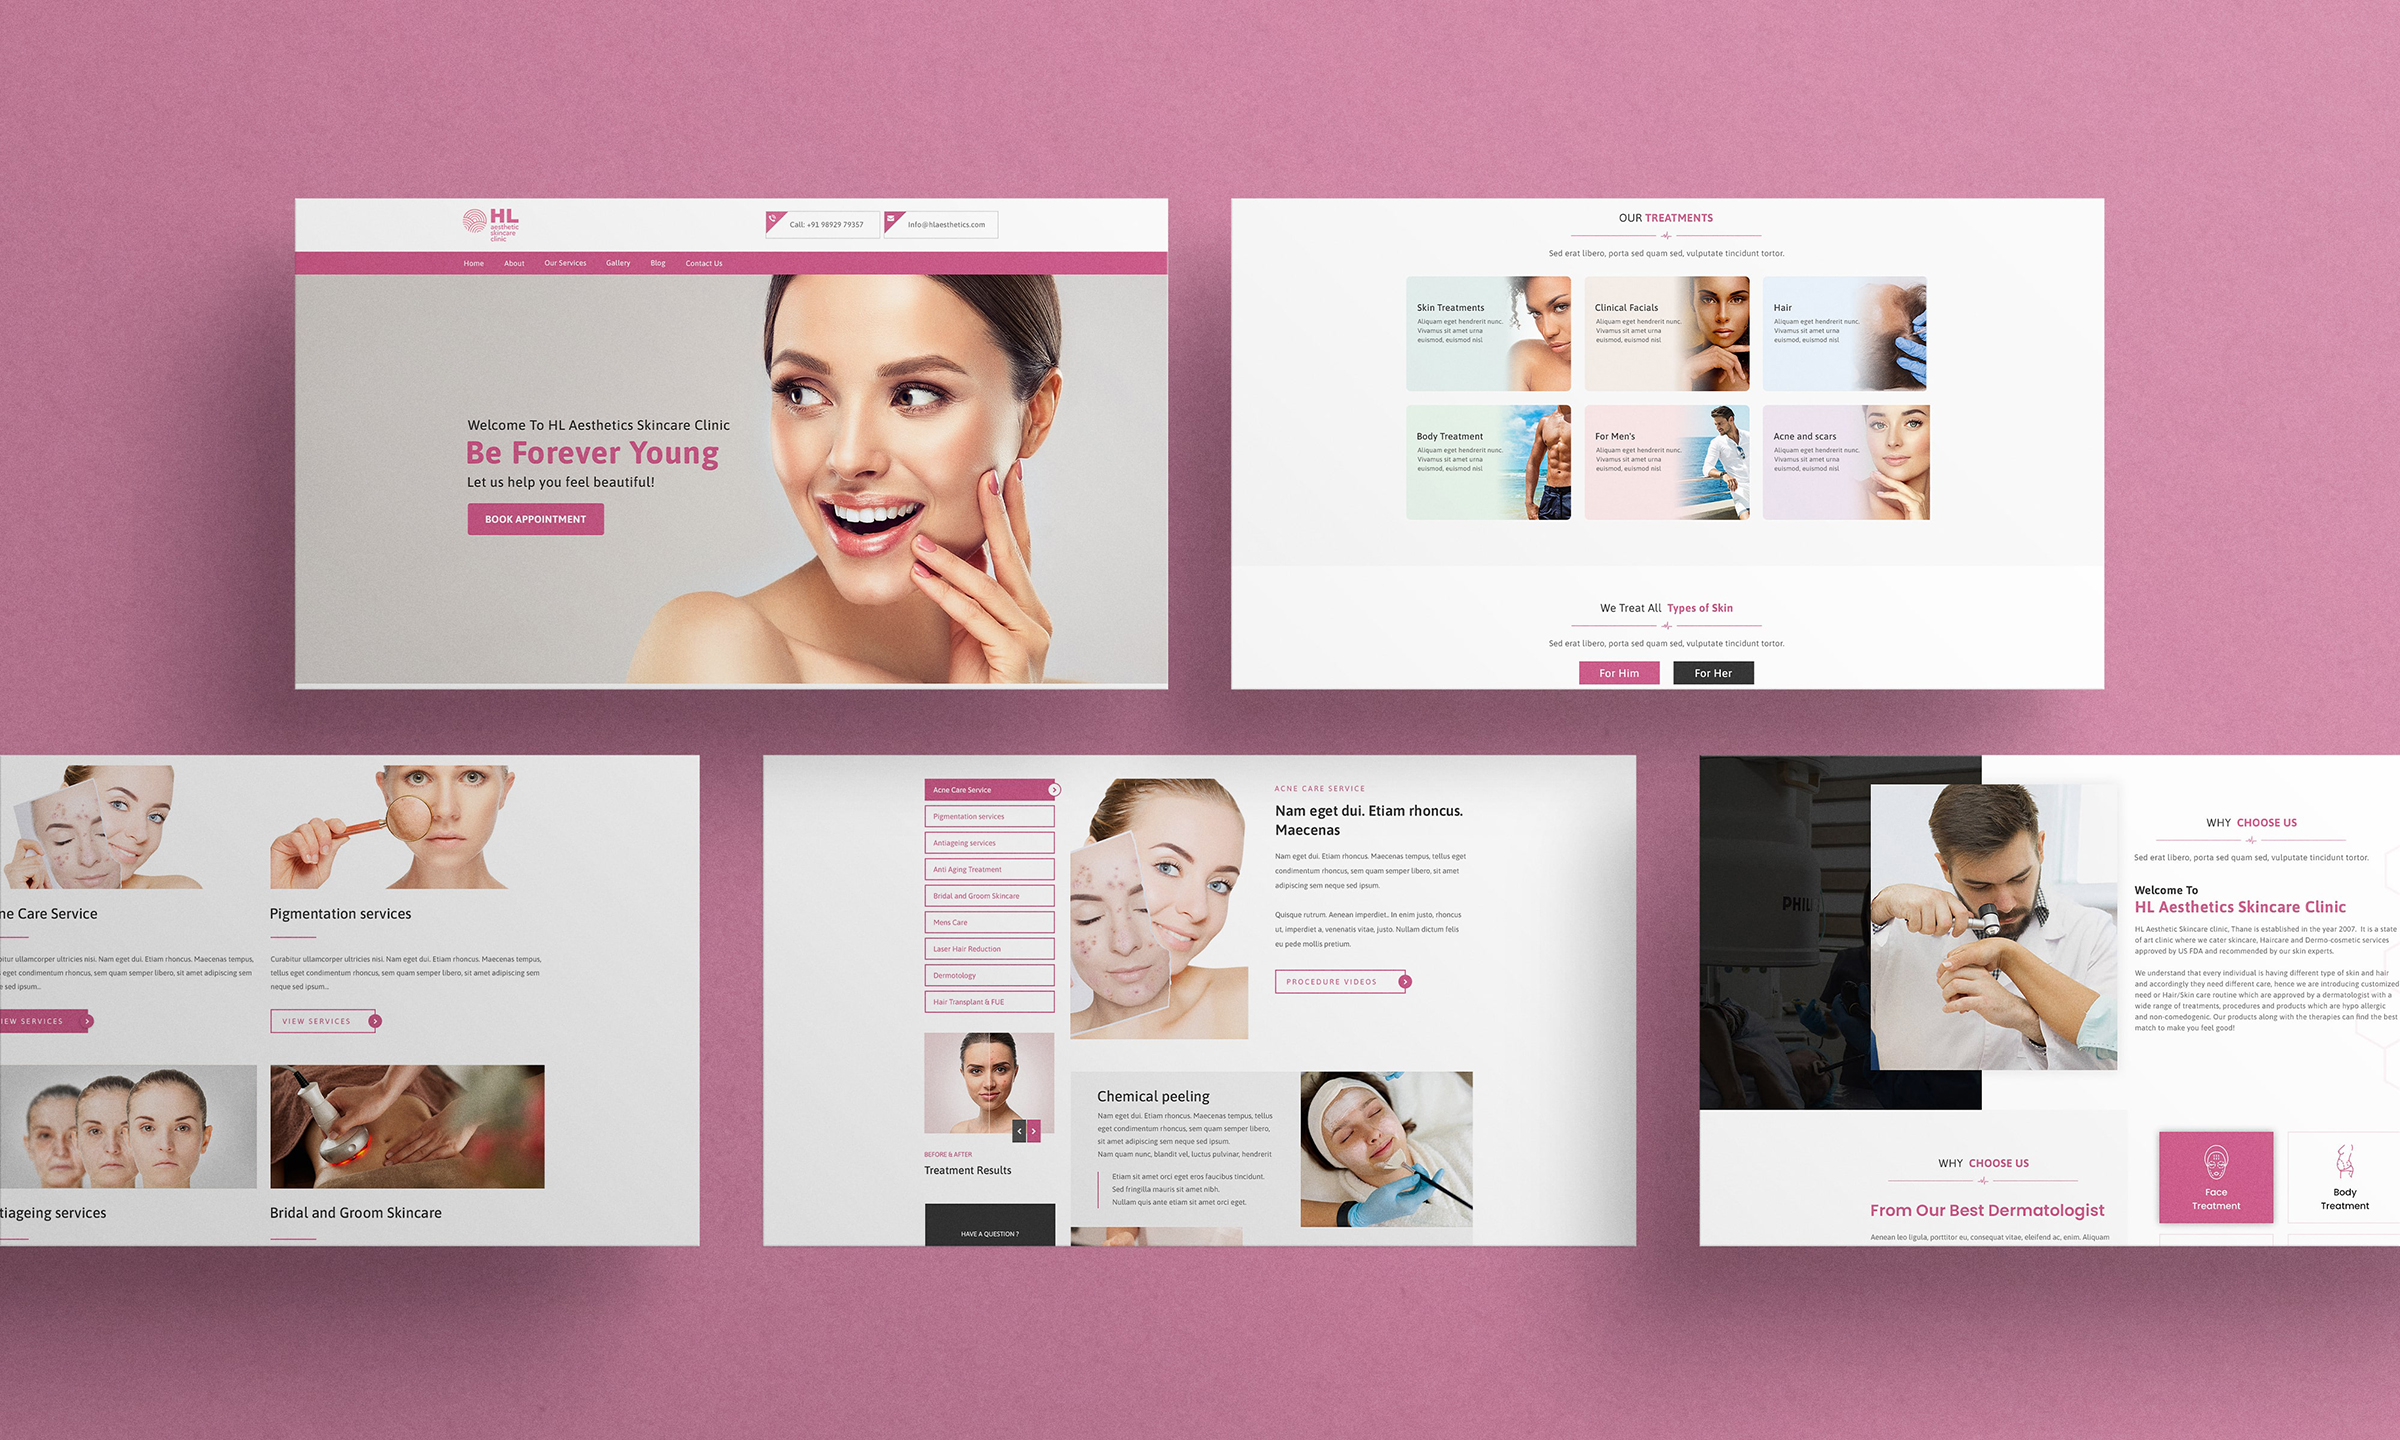 HL
aesthetic
skincare
clinic
Call: +91 98929 79357
Info@hlaesthetics.com
Home About Our Services Gallery Blog Contact Us
Welcome To HL Aesthetics Skincare Clinic
Be Forever Young
Let us help you feel beautiful!
BOOK APPOINTMENT
OUR TREATMENTS
Sed erat libero, porta sed quam sed, vulputate tincidunt tortor.
Skin Treatments
Aliquam eget hendrerit nunc.
Vivamus sit amet urna
euismod, euismod nisl
Clinical Facials
Aliquam eget hendrerit nunc.
Vivamus sit amet urna
euismod, euismod nisl
Hair
Aliquam eget hendrerit nunc.
Vivamus sit amet urna
euismod, euismod nisl
Body Treatment
Aliquam eget hendrerit nunc.
Vivamus sit amet urna
euismod, euismod nisl
For Men's
Aliquam eget hendrerit nunc.
Vivamus sit amet urna
euismod, euismod nisl
Acne and scars
Aliquam eget hendrerit nunc.
Vivamus sit amet urna
euismod, euismod nisl
We Treat All Types of Skin
Sed erat libero, porta sed quam sed, vulputate tincidunt tortor.
For Him
For Her
ne Care Service
bitur ullamcorper ultricies nisi. Nam eget dui. Etiam rhoncus. Maecenas tempus,
eget condimentum rhoncus, sem quam semper libero, sit amet adipiscing sem
e sed ipsum...
IEW SERVICES
Pigmentation services
Curabitur ullamcorper ultricies nisi. Nam eget dui. Etiam rhoncus. Maecenas tempus,
tellus eget condimentum rhoncus, sem quam semper libero, sit amet adipiscing sem
neque sed ipsum...
VIEW SERVICES
tiageing services
Bridal and Groom Skincare
Acne Care Service
Pigmentation services
Antiageing services
Anti Aging Treatment
Bridal and Groom Skincare
Mens Care
Laser Hair Reduction
Dermotology
Hair Transplant & FUE
BEFORE & AFTER
Treatment Results
HAVE A QUESTION ?
ACNE CARE SERVICE
Nam eget dui. Etiam rhoncus.
Maecenas
Nam eget dui. Etiam rhoncus. Maecenas tempus, tellus eget
condimentum rhoncus, sem quam semper libero, sit amet
adipiscing sem neque sed ipsum.
Quisque rutrum. Aenean imperdiet. In enim justo, rhoncus
ut, imperdiet a, venenatis vitae, justo. Nullam dictum felis
eu pede mollis pretium.
PROCEDURE VIDEOS
Chemical peeling
Nam eget dui. Etiam rhoncus. Maecenas tempus, tellus
eget condimentum rhoncus, sem quam semper libero,
sit amet adipiscing sem neque sed ipsum.
Nam quam nunc, blandit vel, luctus pulvinar, hendrerit
Etiam sit amet orci eget eros faucibus tincidunt.
Sed fringilla mauris sit amet nibh.
Nullam quis ante etiam sit amet orci eget.
PHIL
WHY CHOOSE US
Sed erat libero, porta sed quam sed, vulputate tincidunt tortor.
Welcome To
HL Aesthetics Skincare Clinic
HL Aesthetic Skincare clinic, Thane is established in the year 2007, It is a state
of art clinic where we cater skincare, Haircare and Dermo-cosmetic services
approved by US FDA and recommended by our skin experts.
We understand that every individual is having different type of skin and hair
and accordingly they need different care, hence we are introducing customized
need or Hair/Skin care routine which are approved by a dermatologist with a
wide range of treatments, procedures and products which are hypo allergic
and non-comedogenic. Our products along with the therapies can find the best
match to make you feel good!
WHY CHOOSE US
From Our Best Dermatologist
Aenean leo ligula, porttitor eu, consequat vitae, eleifend ac, enim. Aliquam
Face
Treatment
Body
Treatment